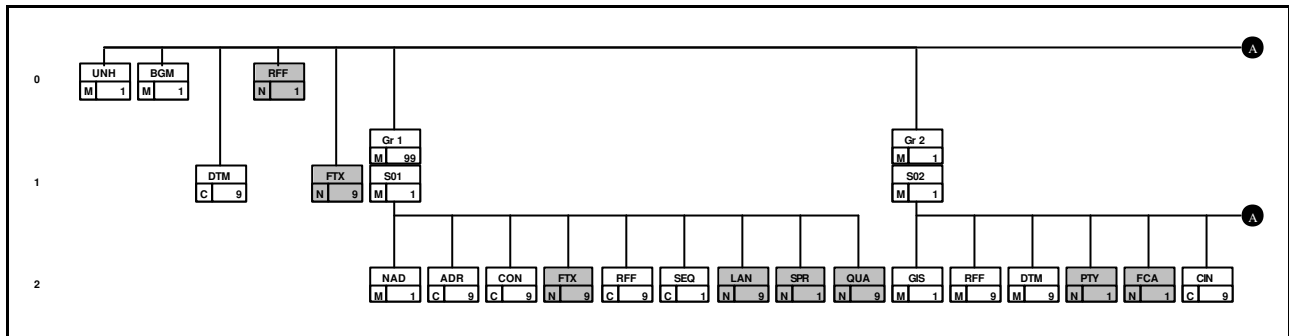 A
0
UNH BGM RFF
M 1 M 1 N 1
Gr 1 Gr 2
M 99 M 1
1
DTM FTX S01 S02
C 9 N 9 M 1 M 1
A
2
NAD ADR CON FTX RFF SEQ LAN SPR QUA GIS RFF DTM PTY FCA CIN
M 1 C 9 C 9 N 9 C 9 C 1 N 9 N 1 N 9 M 1 M 9 M 9 N 1 N 1 C 9